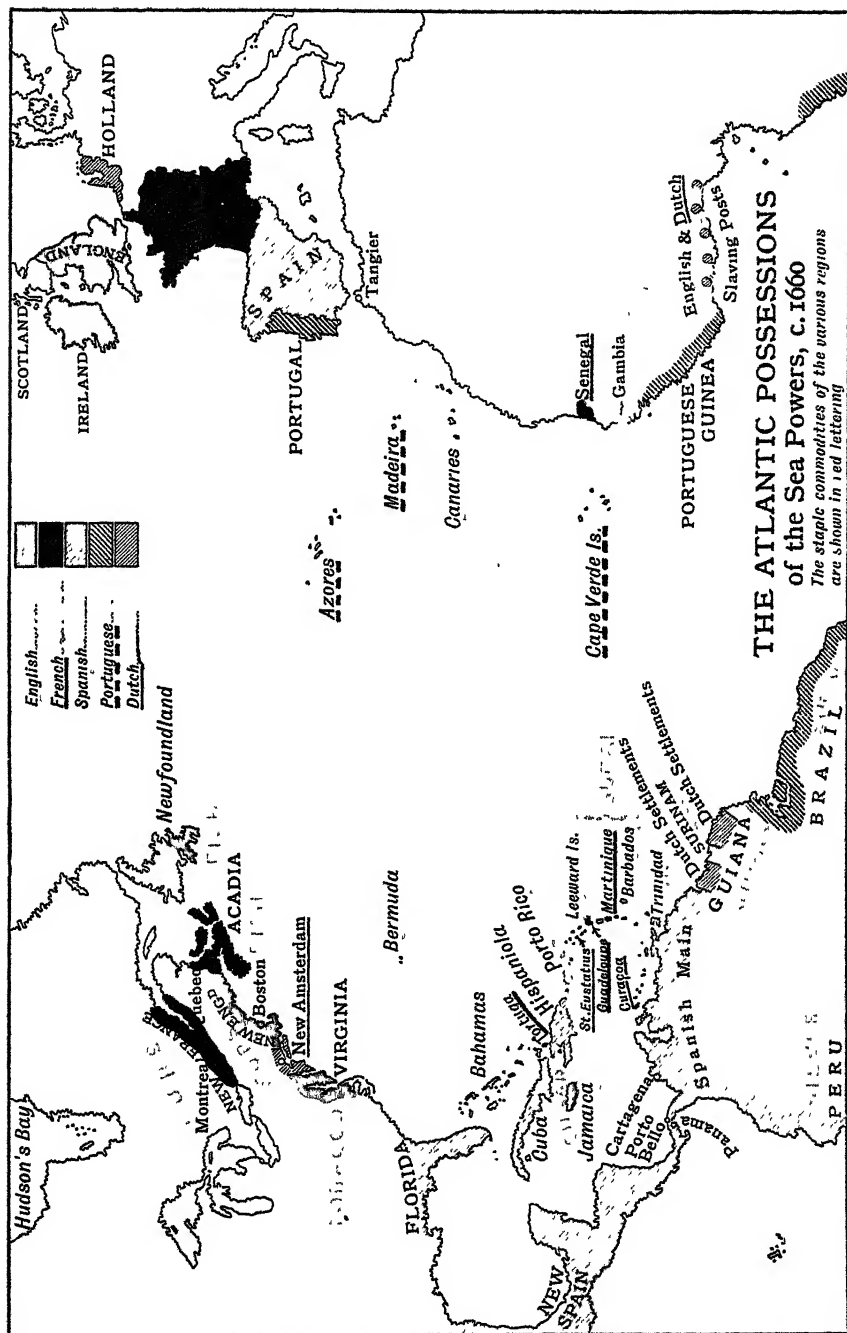 THE ATLANTIC POSSESSIONS
of the Sea Powers, c. 1660
The staple commodities of the various regions
are shown in red lettering
English
French
Spanish
Portuguese
Dutch
Hudson's Bay
Newfoundland
NEW FRANCE
Quebec
Montreal
ACADIA
NEW ENGD
Boston
New Amsterdam
VIRGINIA
FLORIDA
Bermuda
Bahamas
Cuba
Tortuga
Hispaniola
Porto Rico
Jamaica
Leeward Is.
St. Eustatius
Guadeloupe
Martinique
Barbados
Curaçoa
Trinidad
NEW
SPAIN
Cartagena
Porto
Bello
Panama
Spanish Main
PERU
GUIANA
Dutch Settlements
SURINAM
Dutch Settlements
BRAZIL
SCOTLAND
IRELAND
ENGLAND
HOLLAND
SPAIN
PORTUGAL
Tangier
Azores
Madeira
Canaries
Cape Verde Is.
Senegal
Gambia
PORTUGUESE
GUINEA
English & Dutch
Slaving Posts